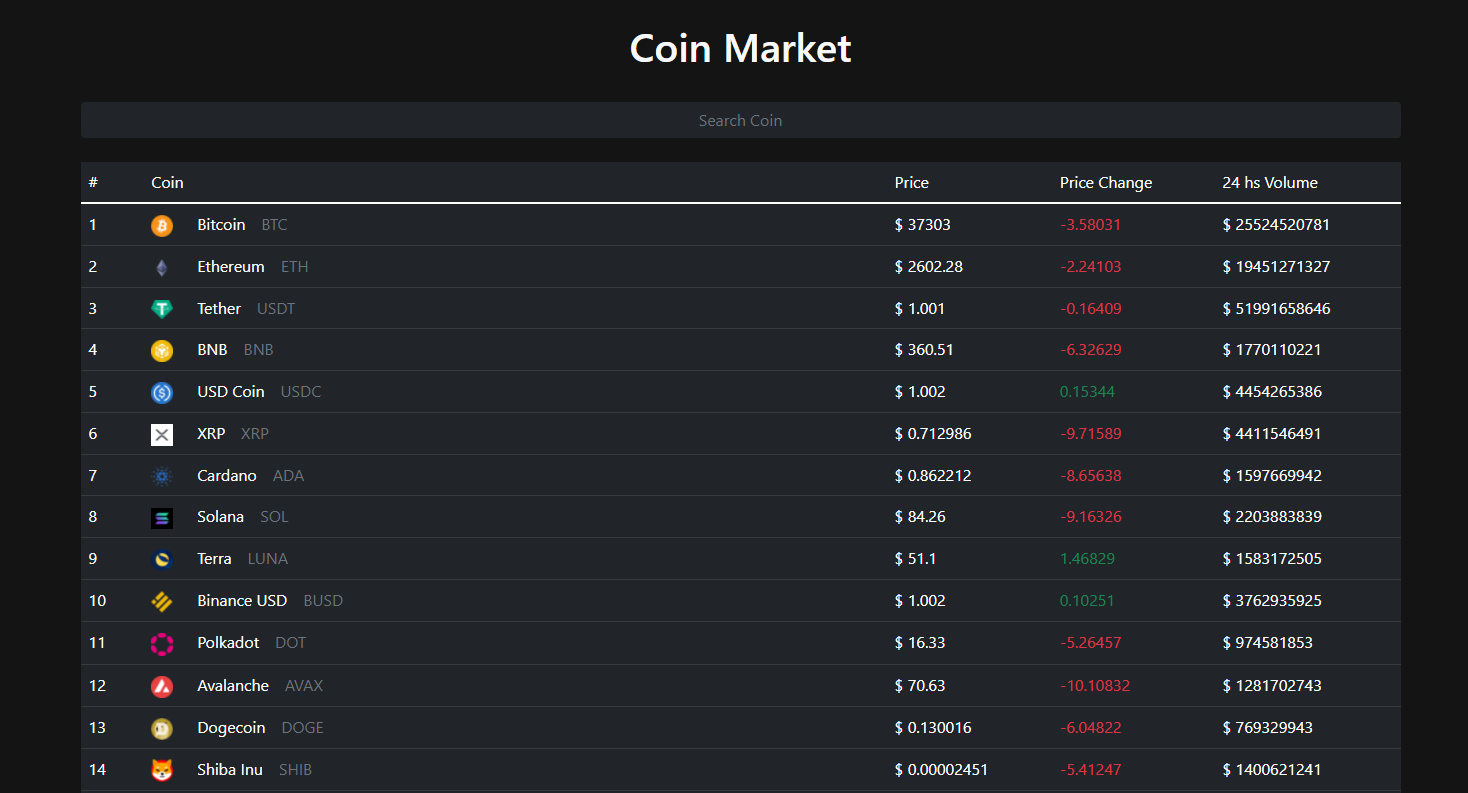 Coin Market
Search Coin
# Coin Price Price Change 24 hs Volume
1 Bitcoin BTC $ 37303 -3.58031 $ 25524520781
2 Ethereum ETH $ 2602.28 -2.24103 $ 19451271327
3 Tether USDT $ 1.001 -0.16409 $ 51991658646
4 BNB BNB $ 360.51 -6.32629 $ 1770110221
5 USD Coin USDC $ 1.002 0.15344 $ 4454265386
6 XRP XRP $ 0.712986 -9.71589 $ 4411546491
7 Cardano ADA $ 0.862212 -8.65638 $ 1597669942
8 Solana SOL $ 84.26 -9.16326 $ 2203883839
9 Terra LUNA $ 51.1 1.46829 $ 1583172505
10 Binance USD BUSD $ 1.002 0.10251 $ 3762935925
11 Polkadot DOT $ 16.33 -5.26457 $ 974581853
12 Avalanche AVAX $ 70.63 -10.10832 $ 1281702743
13 Dogecoin DOGE $ 0.130016 -6.04822 $ 769329943
14 Shiba Inu SHIB $ 0.00002451 -5.41247 $ 1400621241